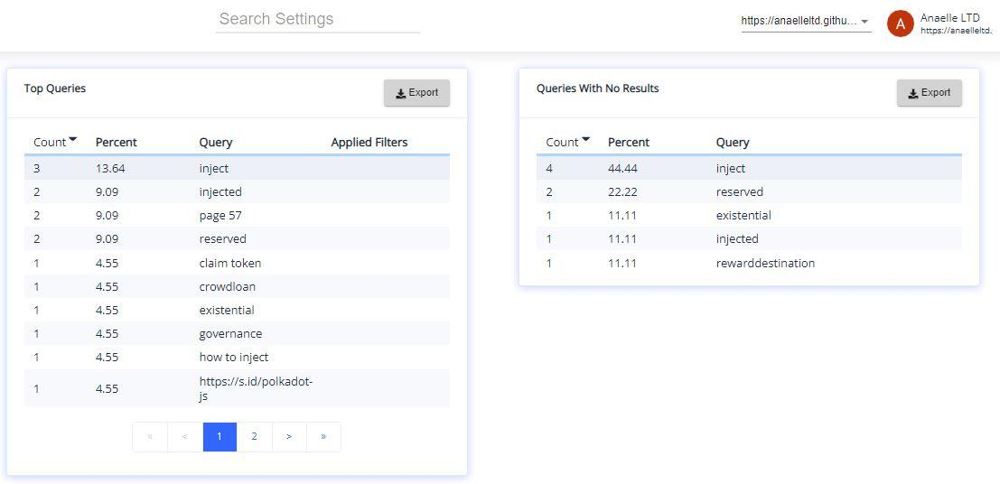 Search Settings
https://anaelleltd.githu...
A
Anaelle LTD
https://anaelleltd.
Top Queries
Export
Count Percent Query Applied Filters
3 13.64 inject
2 9.09 injected
2 9.09 page 57
2 9.09 reserved
1 4.55 claim token
1 4.55 crowdloan
1 4.55 existential
1 4.55 governance
1 4.55 how to inject
1 4.55 https://s.id/polkadot-
js
« < 1 2 > »
Queries With No Results
Export
Count Percent Query
4 44.44 inject
2 22.22 reserved
1 11.11 existential
1 11.11 injected
1 11.11 rewarddestination